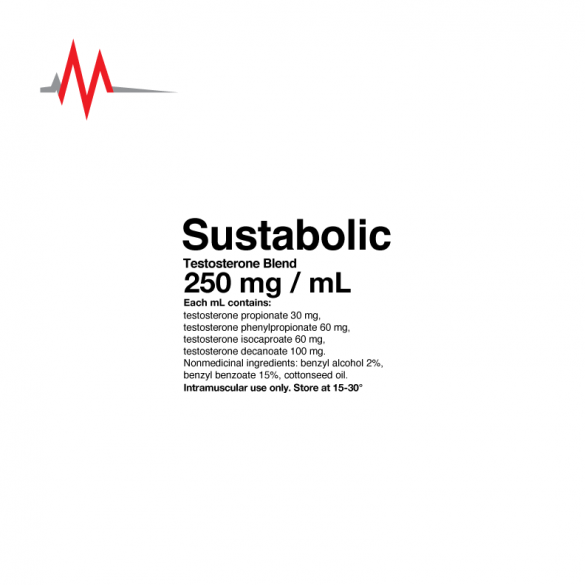 Sustabolic
Testosterone Blend
250 mg / mL
Each mL contains:
testosterone propionate 30 mg,
testosterone phenylpropionate 60 mg,
testosterone isocaproate 60 mg,
testosterone decanoate 100 mg.
Nonmedicinal ingredients: benzyl alcohol 2%,
benzyl benzoate 15%, cottonseed oil.
Intramuscular use only. Store at 15-30°